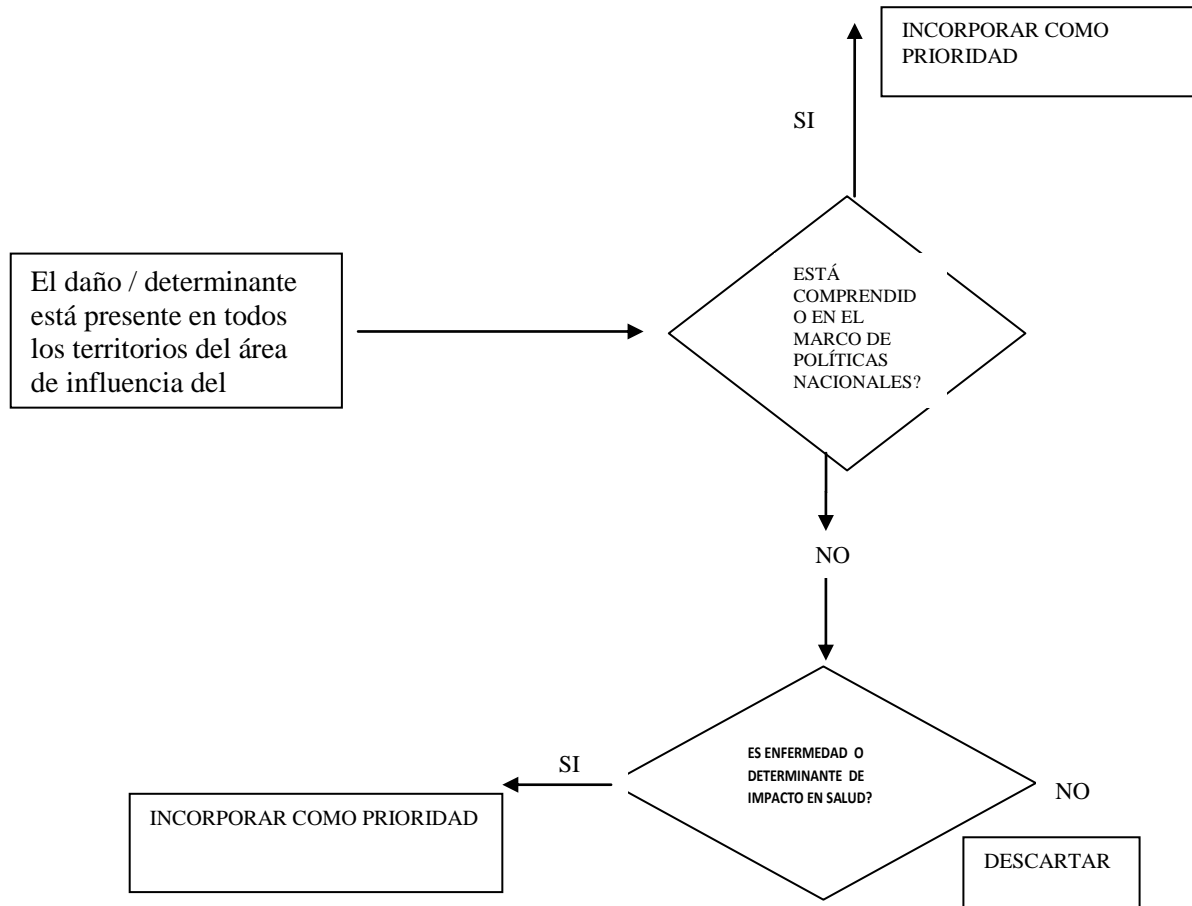 INCORPORAR COMO
PRIORIDAD
SI
El daño / determinante
está presente en todos
los territorios del área
de influencia del
ESTÁ
COMPRENDID
O EN EL
MARCO DE
POLÍTICAS
NACIONALES?
NO
ES ENFERMEDAD O
DETERMINANTE DE
IMPACTO EN SALUD?
SI
NO
INCORPORAR COMO PRIORIDAD
DESCARTAR